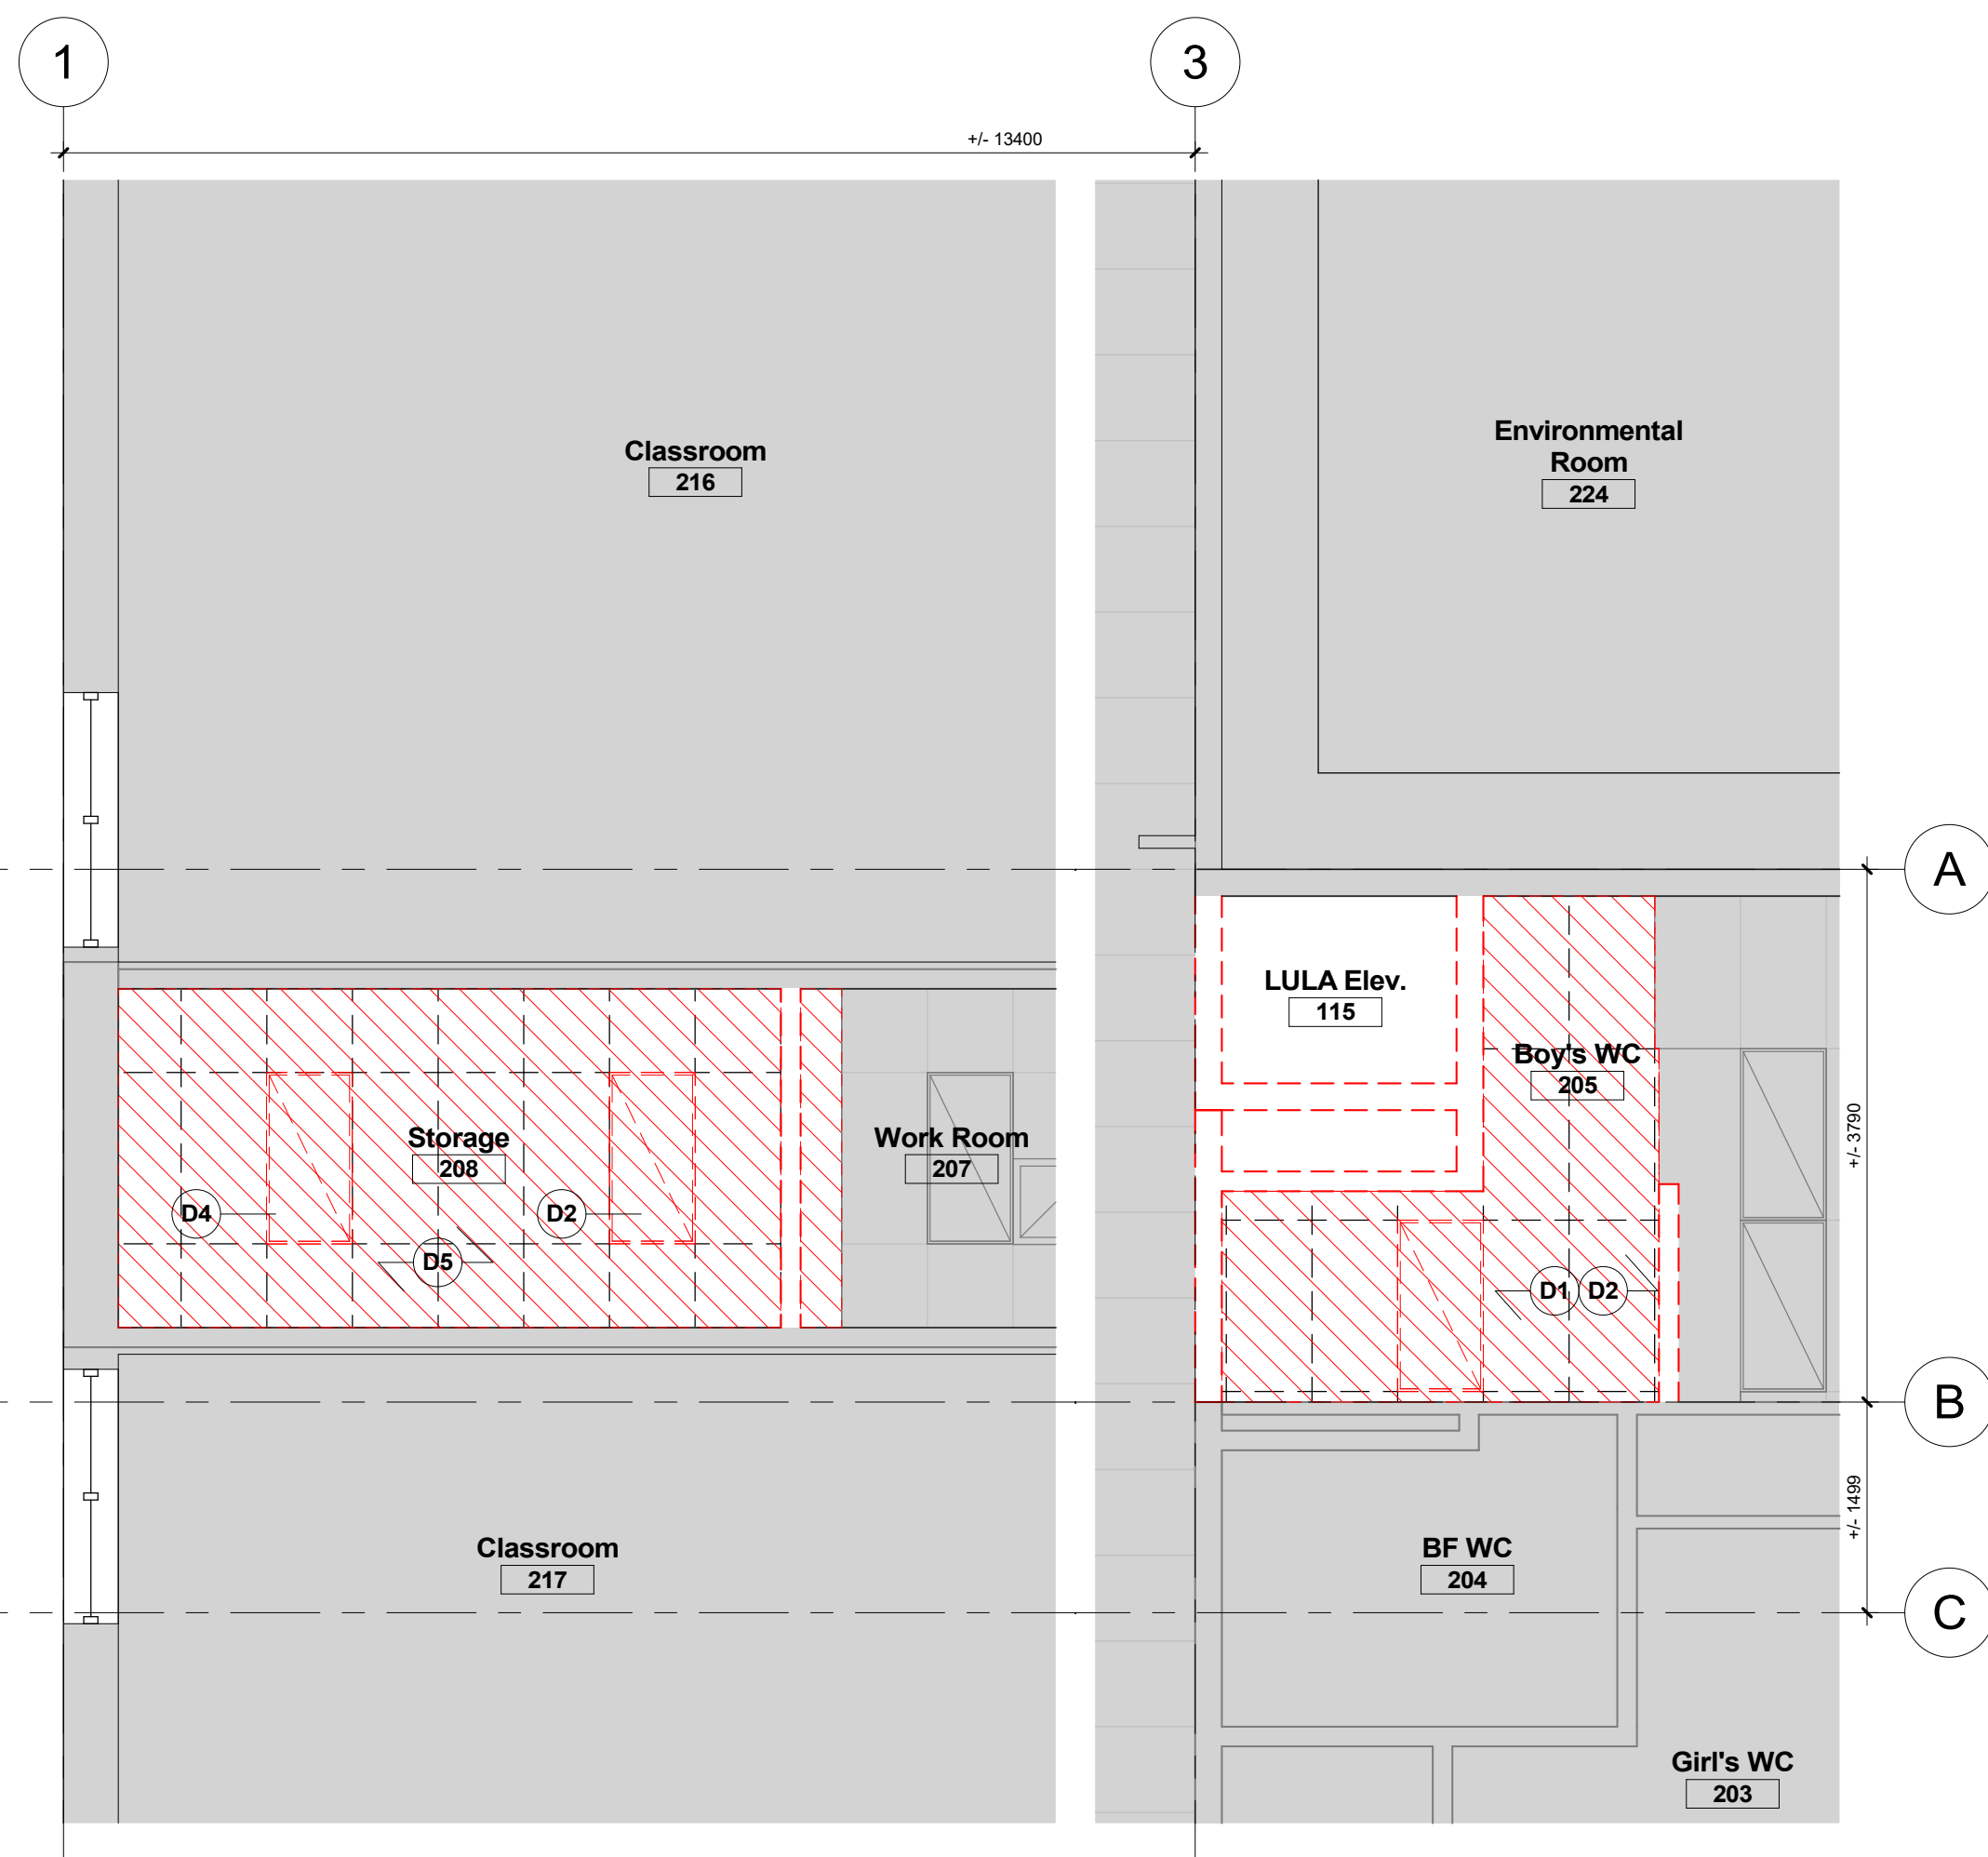 1
3
+/- 13400
Classroom
216
Environmental
Room
224
A
LULA Elev.
115
Boy's WC
205
+/- 3790
Storage
208
Work Room
207
D4
D2
D5
D1
D2
B
+/- 1499
Classroom
217
BF WC
204
C
Girl's WC
203